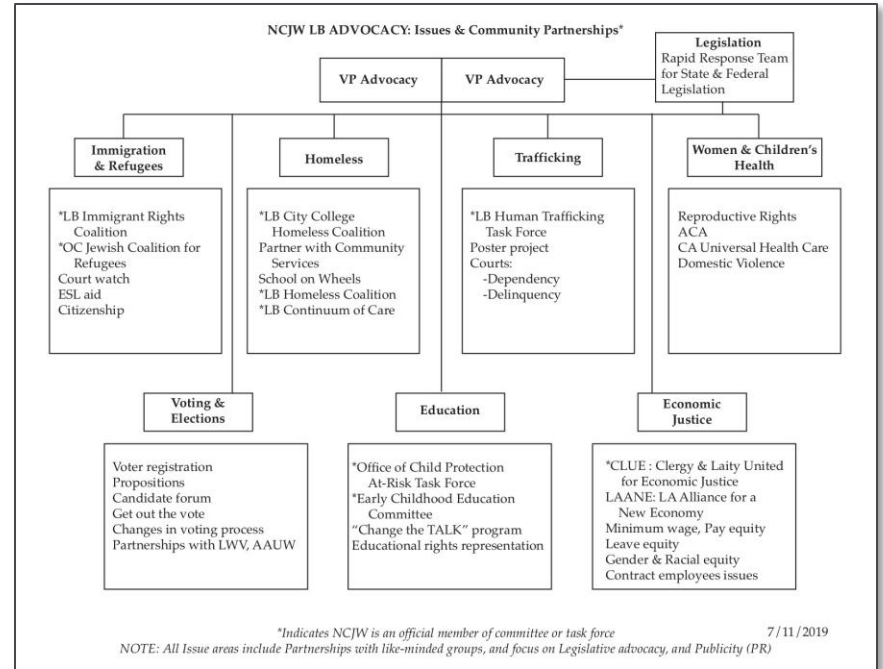 NCJW LB ADVOCACY: Issues & Community Partnerships*
VP Advocacy
VP Advocacy
Legislation
Rapid Response Team
for State & Federal
Legislation
Immigration
& Refugees
*LB Immigrant Rights
Coalition
*OC Jewish Coalition for
Refugees
Court watch
ESL aid
Citizenship
Homeless
*LB City College
Homeless Coalition
Partner with Community
Services
School on Wheels
*LB Homeless Coalition
*LB Continuum of Care
Trafficking
*LB Human Trafficking
Task Force
Poster project
Courts:
-Dependency
-Delinquency
Women & Children's
Health
Reproductive Rights
ACA
CA Universal Health Care
Domestic Violence
Voting &
Elections
Voter registration
Propositions
Candidate forum
Get out the vote
Changes in voting process
Partnerships with LWV, AAUW
Education
*Office of Child Protection
At-Risk Task Force
*Early Childhood Education
Committee
“Change the TALK” program
Educational rights representation
Economic
Justice
*CLUE : Clergy & Laity United
for Economic Justice
LAANE: LA Alliance for a
New Economy
Minimum wage, Pay equity
Leave equity
Gender & Racial equity
Contract employees issues
*Indicates NCJW is an official member of committee or task force
7/11/2019
NOTE: All Issue areas include Partnerships with like-minded groups, and focus on Legislative advocacy, and Publicity (PR)